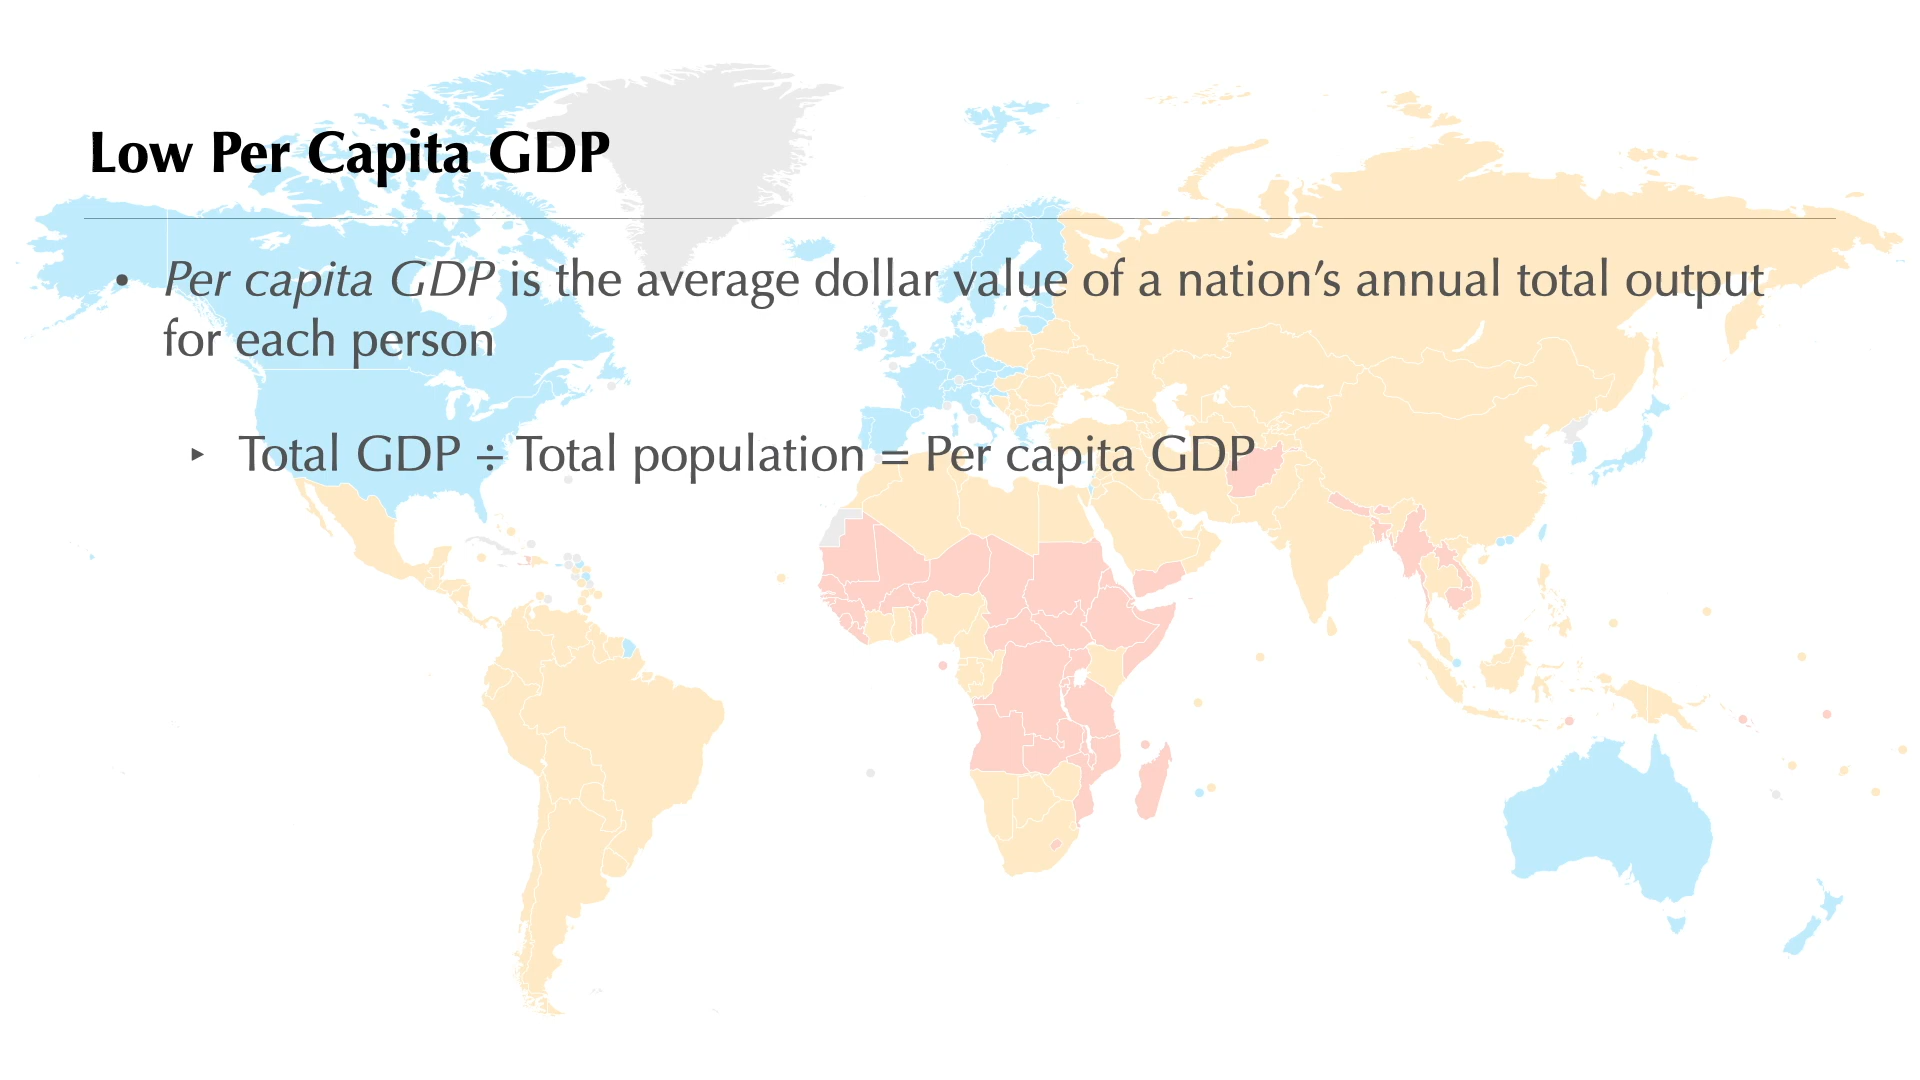 Low Per Capita GDP
• Per capita GDP is the average dollar value of a nation’s annual total output
for each person
‣ Total GDP ÷ Total population = Per capita GDP